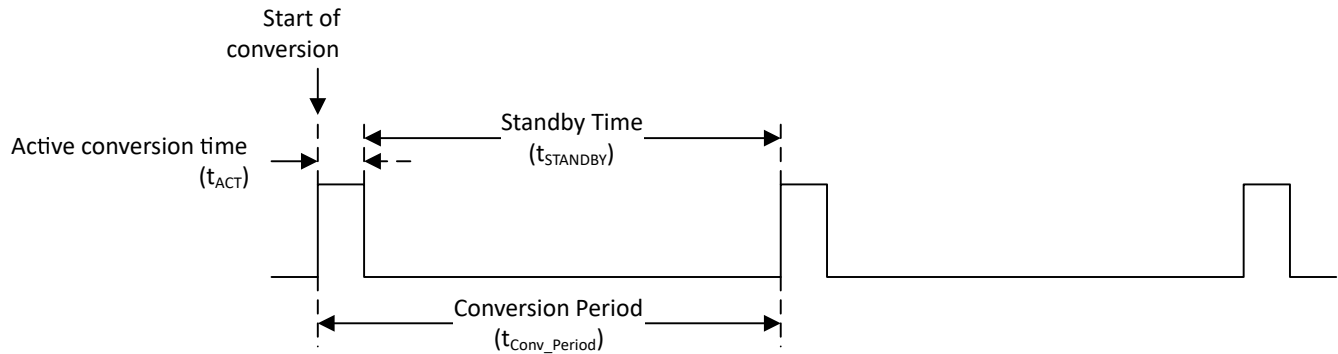 Start of
conversion
Active conversion time
(tACT)
Standby Time
(tSTANDBY)
Conversion Period
(tConv_Period)